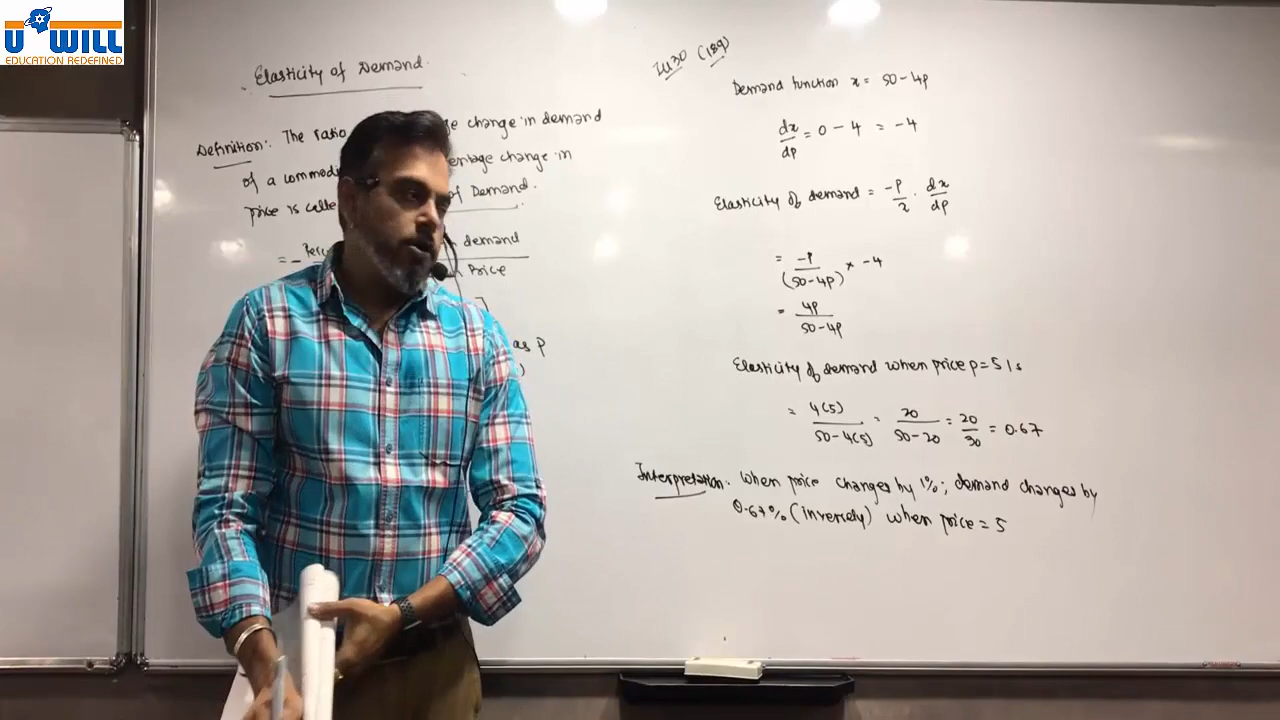 U WILL
EDUCATION REDEFINED
Elasticity of Demand
Definition: The ratio change in demand
of a commod entage change in
price is calle of Demand.
= - Perc demand
Price
as p
)
(189)
Demand function x = 50 - 4p
dx/dp = 0 - 4 = -4
Elasticity of demand = -p/x . dx/dp
= -p/(50-4p) × -4
= 4p/50-4p
Elasticity of demand when price p = 5 is
= 4(5)/50-4(5) = 20/50-20 = 20/30 = 0.67
Interpretation: When price changes by 1%; demand changes by
0.67% (inversely) when price = 5